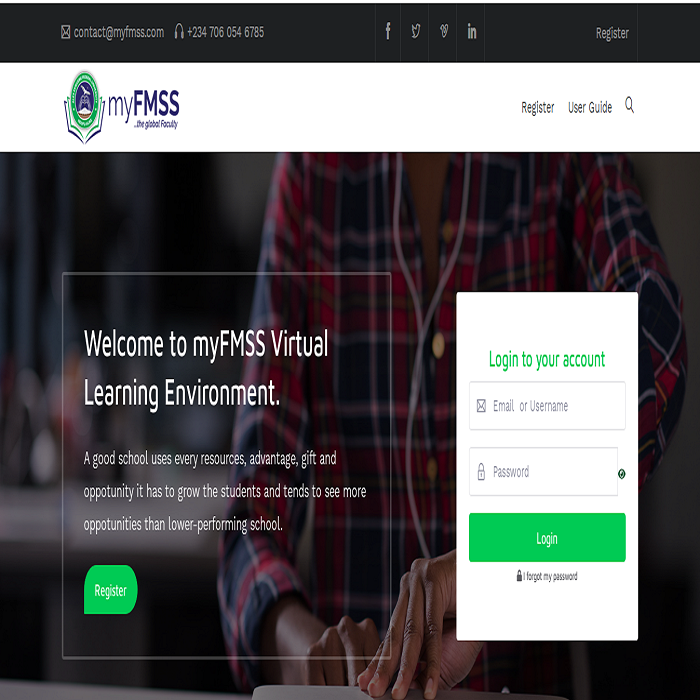 contact@myfmss.com +234 706 054 6785 Register
myFMSS
...the global Faculty
Register User Guide
Welcome to myFMSS Virtual
Learning Environment.
A good school uses every resources, advantage, gift and
oppotunity it has to grow the students and tends to see more
oppotunities than lower-performing school.
Register
Login to your account
Email or Username
Password
Login
I forgot my password